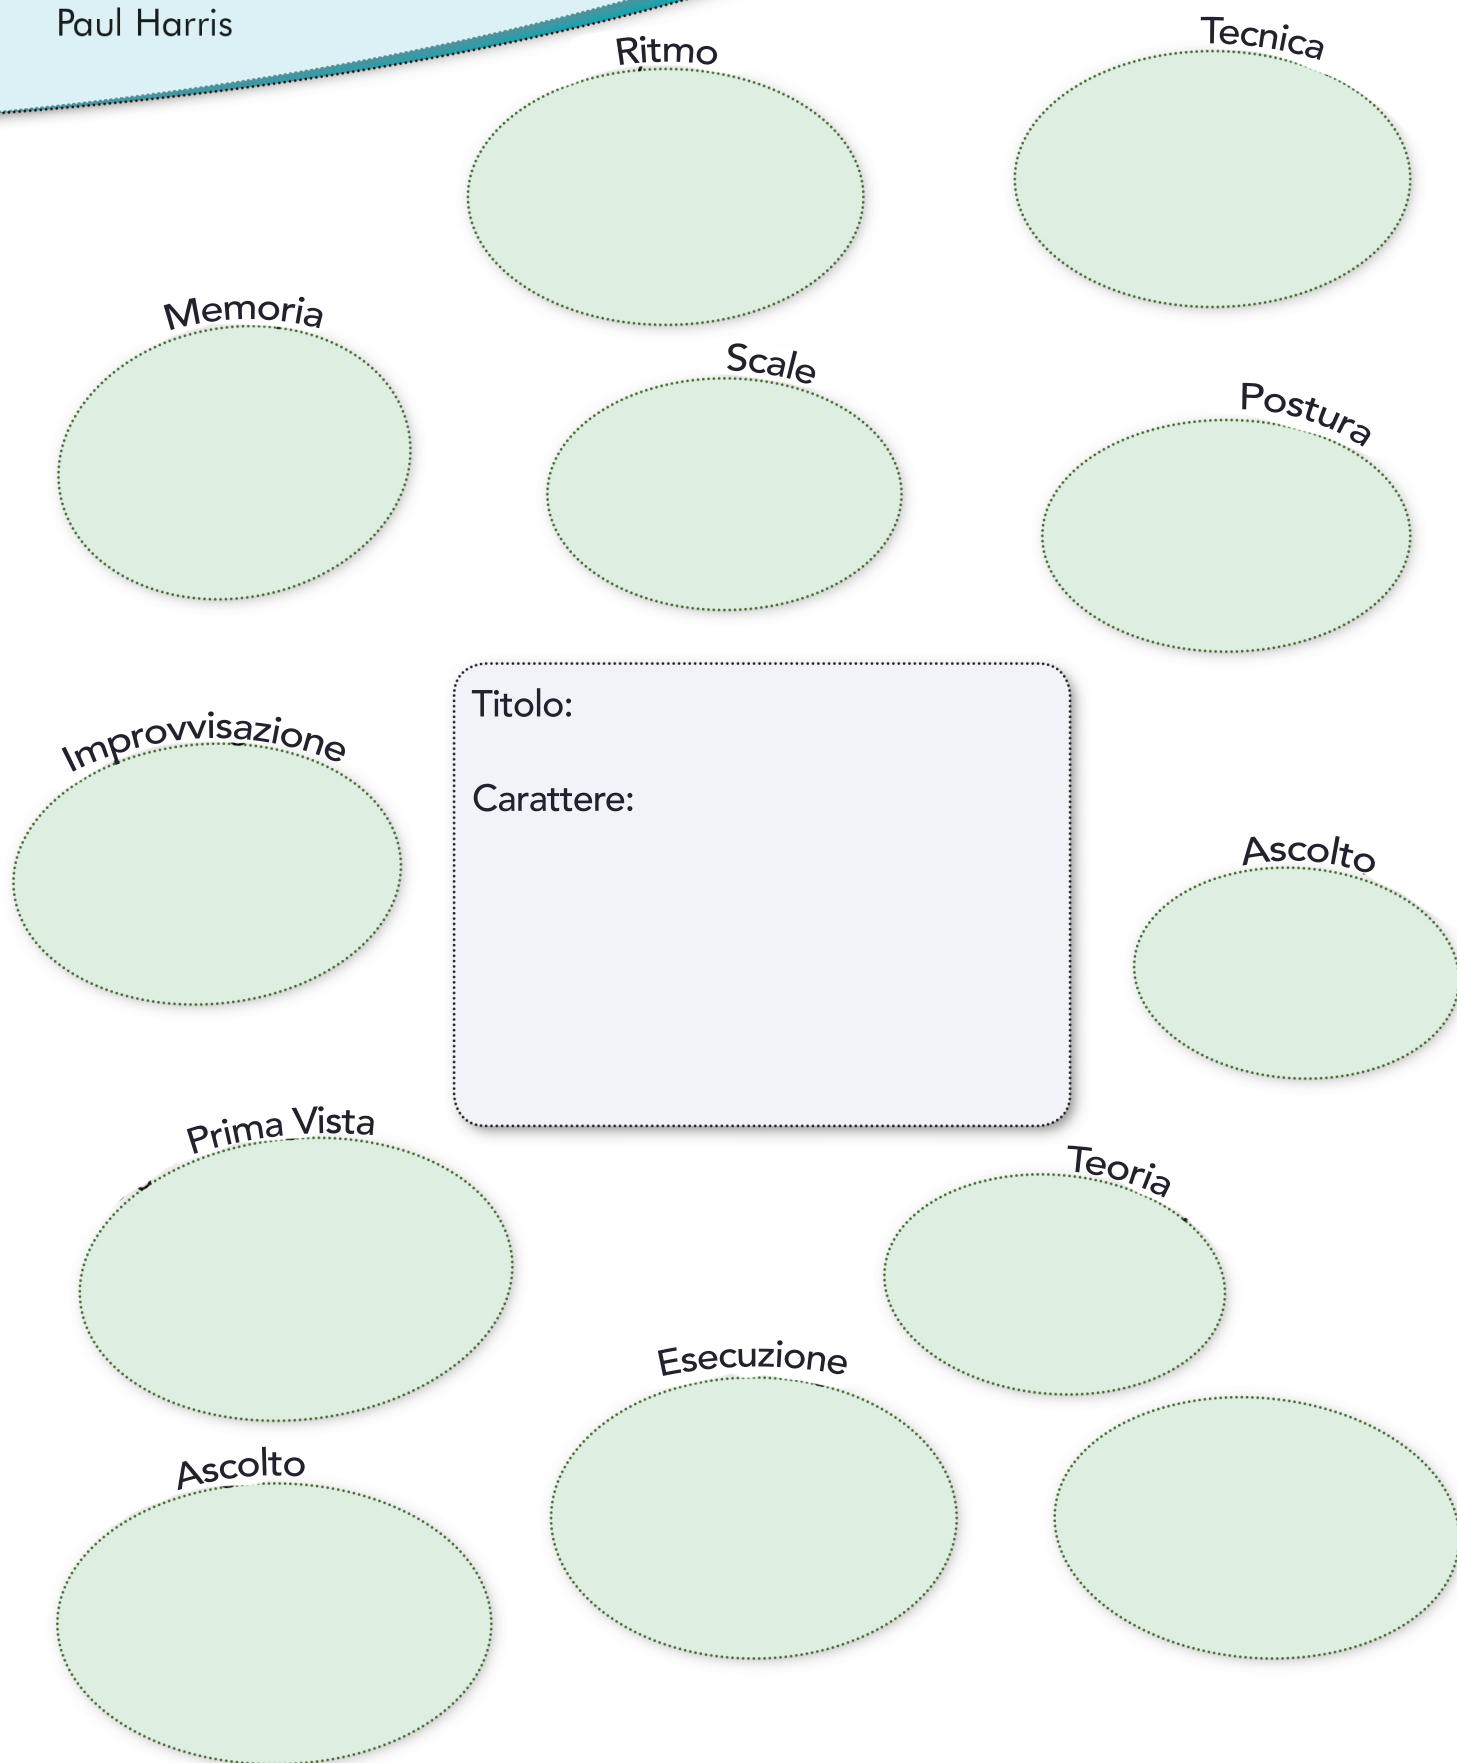 Paul Harris
Ritmo
Tecnica
Memoria
Scale
Postura
Titolo:
Carattere:
Improvvisazione
Ascolto
Prima Vista
Teoria
Esecuzione
Ascolto